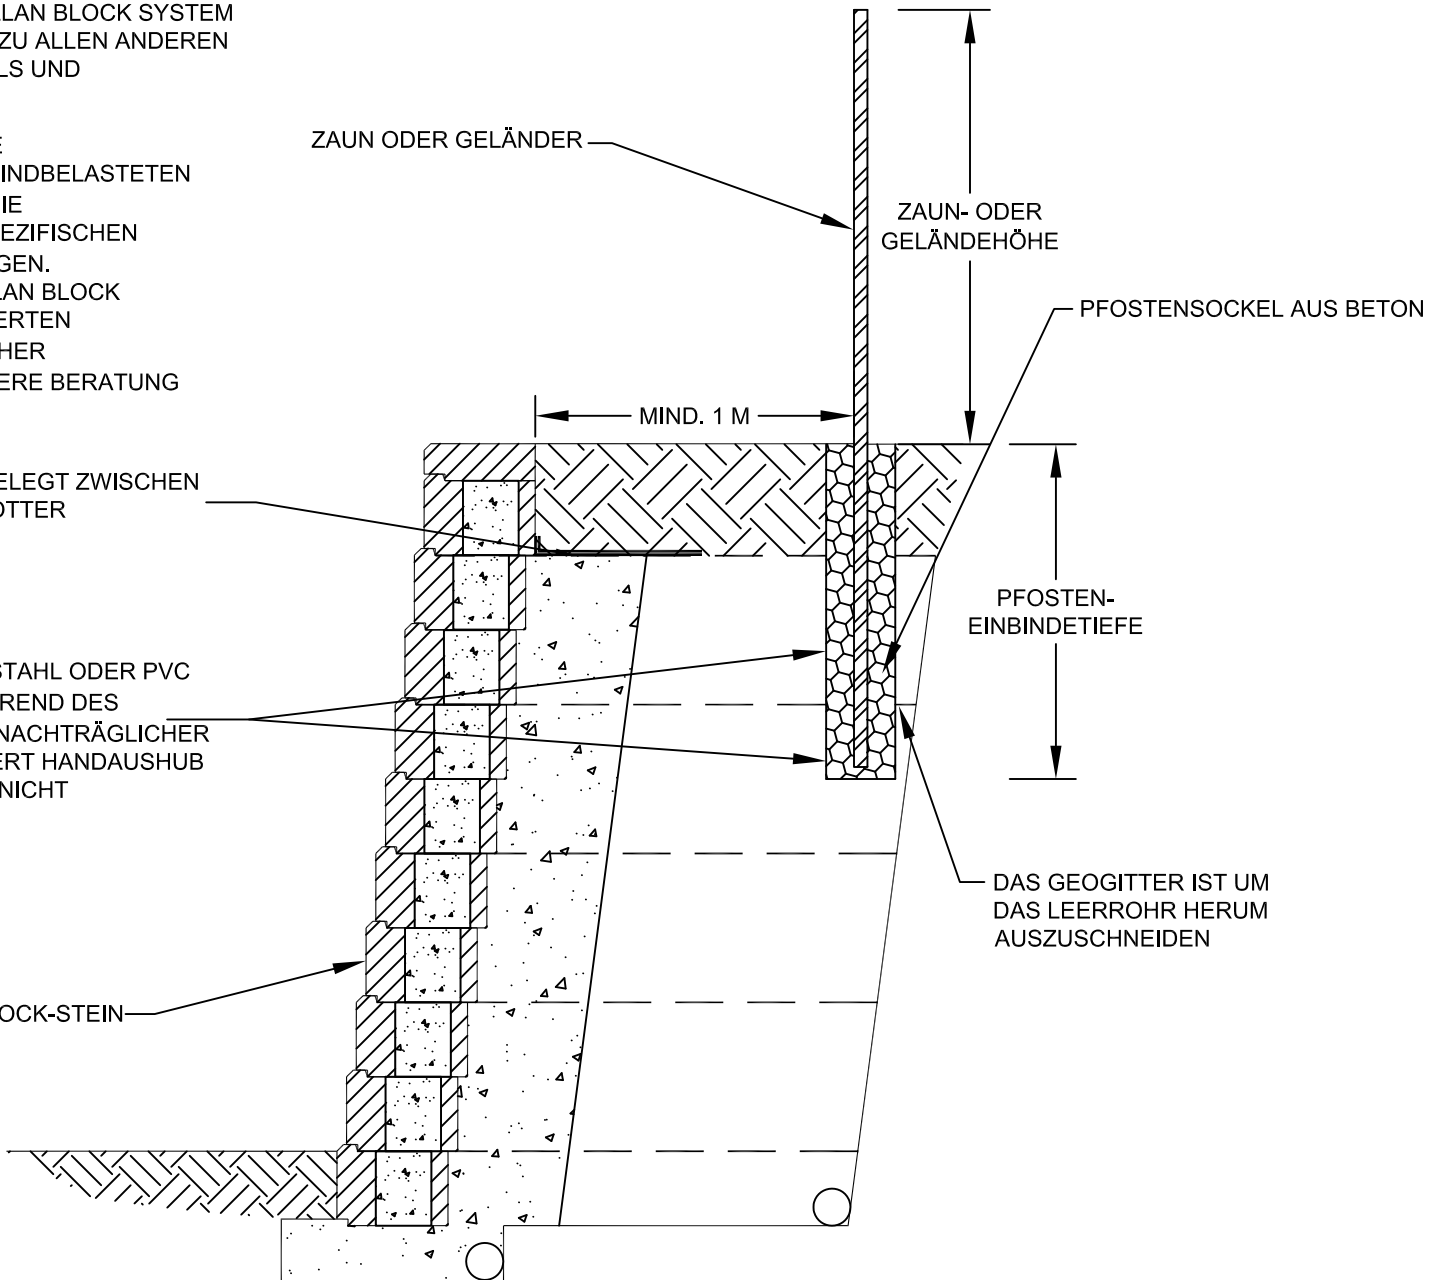 LAN BLOCK SYSTEM
ZU ALLEN ANDEREN
LS UND
E
INDBELASTETEN
IE
EZIFISCHEN
GEN.
LAN BLOCK
ERTEN
HER
ERE BERATUNG
ZAUN ODER GELÄNDER
ZAUN- ODER
GELÄNDEHÖHE
PFOSTENSOCKEL AUS BETON
MIND. 1 M
ELEGT ZWISCHEN
OTTER
PFOSTEN-
EINBINDETIEFE
STAHL ODER PVC
REND DES
NACHTRÄGLICHER
ERT HANDAUSHUB
NICHT
DAS GEOGITTER IST UM
DAS LEERROHR HERUM
AUSZUSCHNEIDEN
OCK-STEIN